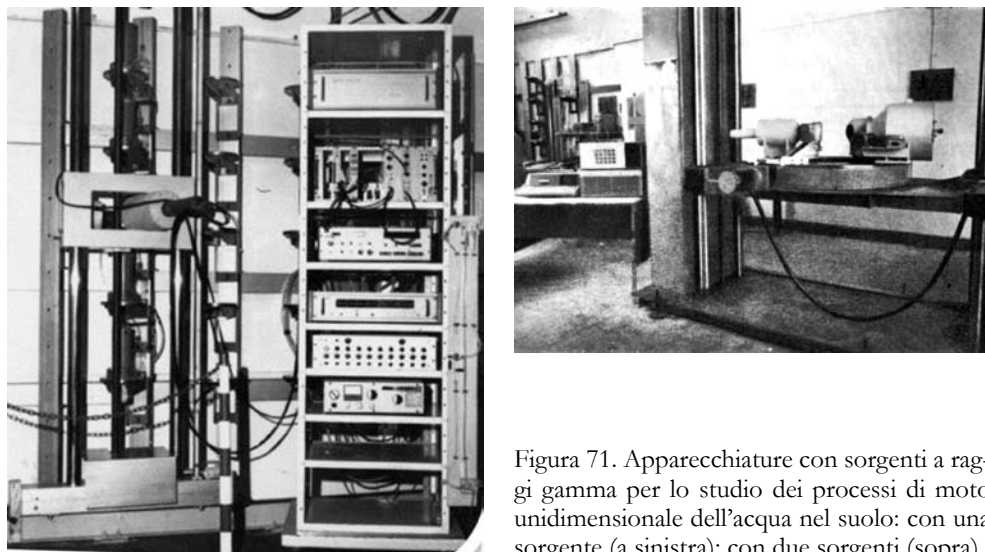 Figura 71. Apparecchiature con sorgenti a rag-
gi gamma per lo studio dei processi di moto
unidimensionale dell'acqua nel suolo: con una
sorgente (a sinistra); con due sorgenti (sopra).